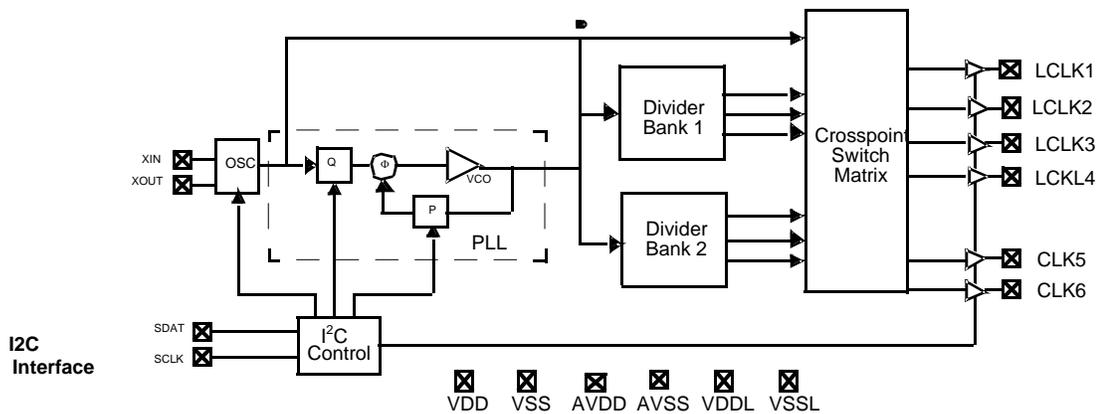 XIN
XOUT
OSC
Q
Φ
VCO
P
PLL
Divider
Bank 1
Divider
Bank 2
Crosspoint
Switch
Matrix
LCLK1
LCLK2
LCLK3
LCKL4
CLK5
CLK6
I2C
Interface
SDAT
SCLK
I²C
Control
VDD
VSS
AVDD
AVSS
VDDL
VSSL